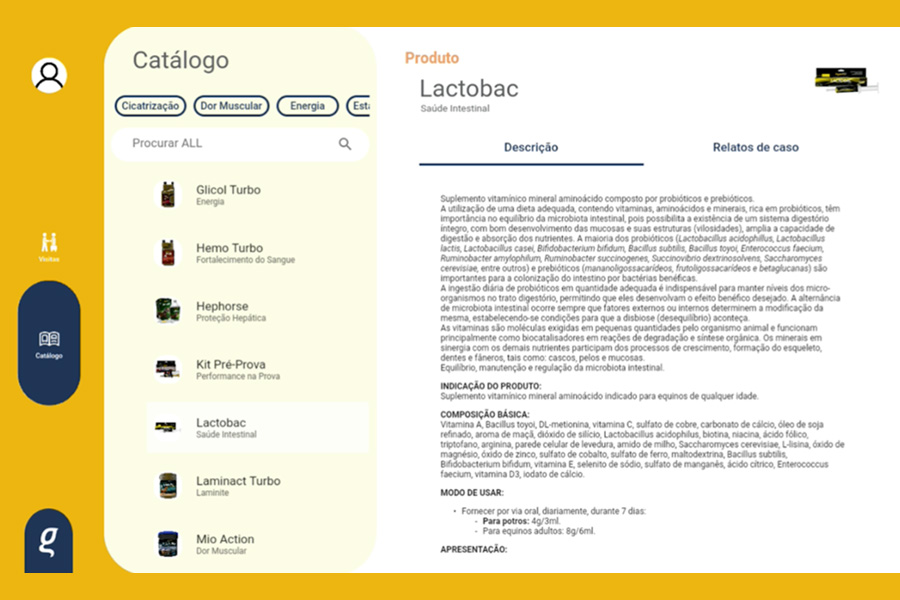 Visitas
Catálogo
g
Catálogo
Cicatrização
Dor Muscular
Energia
Esta
Procurar ALL
Glicol Turbo
Energia
Hemo Turbo
Fortalecimento do Sangue
Hephorse
Proteção Hepática
Kit Pré-Prova
Performance na Prova
Lactobac
Saúde Intestinal
Laminact Turbo
Laminite
Mio Action
Dor Muscular
Produto
Lactobac
Saúde Intestinal
Descrição
Relatos de caso
Suplemento vitamínico mineral aminoácido composto por probióticos e prebióticos.
A utilização de uma dieta adequada, contendo vitaminas, aminoácidos e minerais, rica em probióticos, têm
importância no equilíbrio da microbiota intestinal, pois possibilita a existência de um sistema digestório
íntegro, com bom desenvolvimento das mucosas e suas estruturas (vilosidades), amplia a capacidade de
digestão e absorção dos nutrientes. A maioria dos probióticos (Lactobacillus acidophillus, Lactobacillus
lactis, Lactobacillus casei, Bifidobacterium bifidum, Bacillus subtilis, Bacillus toyoi, Enterococcus faecium,
Ruminobacter amylophilum, Ruminobacter succinogenes, Succinovibrio dextrinosolvens, Saccharomyces
cerevisiae, entre outros) e prebióticos (mananoligossacarídeos, frutoligossacarídeos e betaglucanas) são
importantes para a colonização do intestino por bactérias benéficas.
A ingestão diária de probióticos em quantidade adequada é indispensável para manter níveis dos micro-
organismos no trato digestório, permitindo que eles desenvolvam o efeito benéfico desejado. A alternância
de microbiota intestinal ocorre sempre que fatores externos ou internos determinem a modificação da
mesma, estabelecendo-se condições para que a disbiose (desequilíbrio) aconteça.
As vitaminas são moléculas exigidas em pequenas quantidades pelo organismo animal e funcionam
principalmente como biocatalisadores em reações de degradação e síntese orgânica. Os minerais em
sinergia com os demais nutrientes participam dos processos de crescimento, formação do esqueleto,
dentes e fâneros, tais como: cascos, pelos e mucosas.
Equilíbrio, manutenção e regulação da microbiota intestinal.
INDICAÇÃO DO PRODUTO:
Suplemento vitamínico mineral aminoácido indicado para equinos de qualquer idade.
COMPOSIÇÃO BÁSICA:
Vitamina A, Bacillus toyoi, DL-metionina, vitamina C, sulfato de cobre, carbonato de cálcio, óleo de soja
refinado, aroma de maçã, dióxido de silício, Lactobacillus acidophilus, biotina, niacina, ácido fólico,
triptofano, arginina, parede celular de levedura, amido de milho, Saccharomyces cerevisiae, L-lisina, óxido de
magnésio, óxido de zinco, sulfato de cobalto, sulfato de ferro, maltodextrina, Bacillus subtilis,
Bifidobacterium bifidum, vitamina E, selenito de sódio, sulfato de manganês, ácido cítrico, Enterococcus
faecium, vitamina D3, iodato de cálcio.
MODO DE USAR:
• Fornecer por via oral, diariamente, durante 7 dias:
- Para potros: 4g/3ml.
- Para equinos adultos: 8g/6ml.
APRESENTAÇÃO: